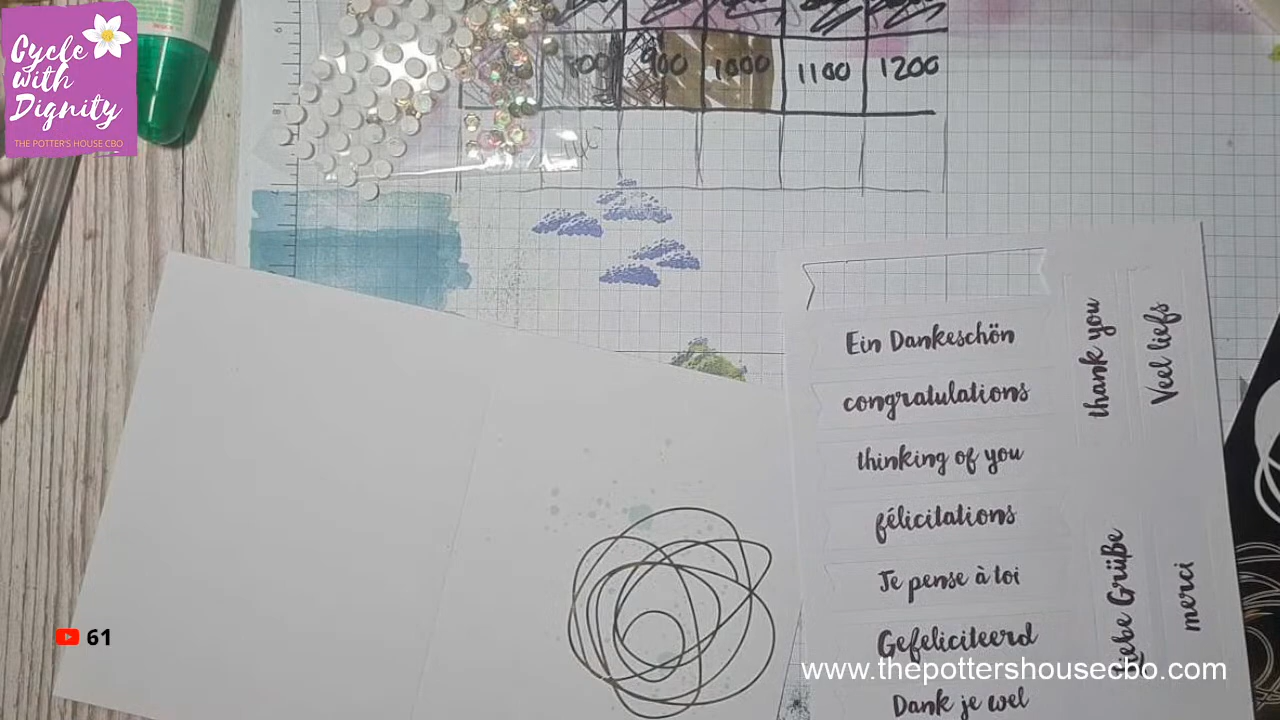 Cycle
with
Dignity
THE POTTER'S HOUSE CBO
800 900 1000 1100 1200
Ein Dankeschön
congratulations
thinking of you
félicitations
Je pense à toi
Gefeliciteerd
Dank je wel
thank you
Veel liefs
Liebe Grüße
merci
61
www.thepottershousecbo.com